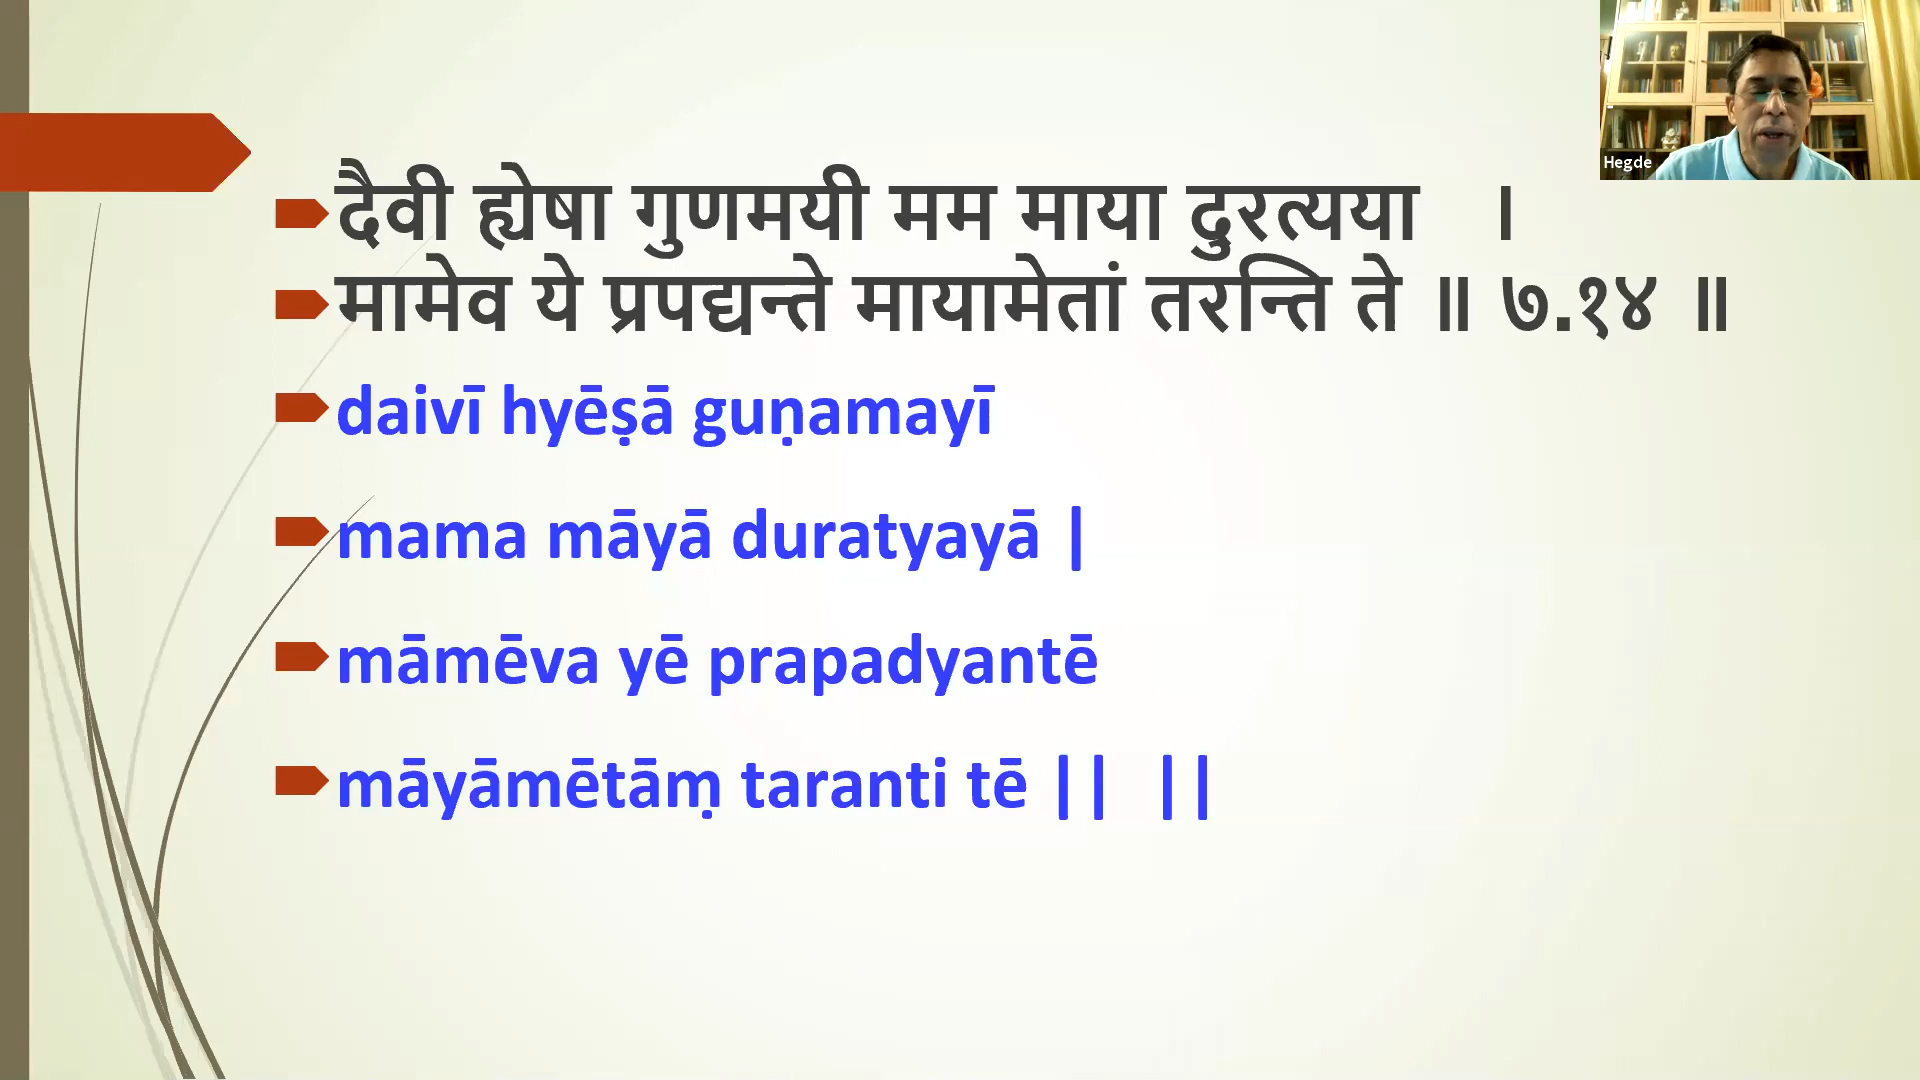 Hegde
दैवी ह्येषा गुणमयी मम माया दुरत्यया ।
मामेव ये प्रपद्यन्ते मायामेतां तरन्ति ते ॥ ७.१४ ॥
daivī hyēṣā guṇamayī
mama māyā duratyayā |
māmēva yē prapadyantē
māyāmētāṃ taranti tē || ||